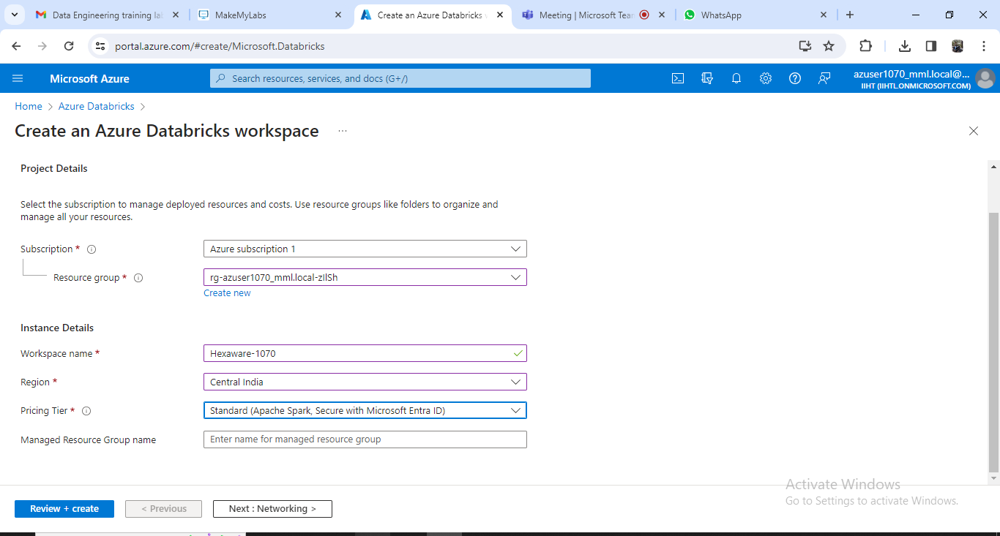 Data Engineering training la
MakeMyLabs
Create an Azure Databricks w
Meeting | Microsoft Team
WhatsApp
portal.azure.com/#create/Microsoft.Databricks
Microsoft Azure
Search resources, services, and docs (G+/)
azuser1070_mml.local@...
IIHT (IIHTL.ONMICROSOFT.COM)
Home > Azure Databricks >
Create an Azure Databricks workspace ...
Project Details
Select the subscription to manage deployed resources and costs. Use resource groups like folders to organize and
manage all your resources.
Subscription *
Azure subscription 1
Resource group *
rg-azuser1070_mml.local-zIlSh
Create new
Instance Details
Workspace name *
Hexaware-1070
Region *
Central India
Pricing Tier *
Standard (Apache Spark, Secure with Microsoft Entra ID)
Managed Resource Group name
Enter name for managed resource group
Activate Windows
Go to Settings to activate Windows.
Review + create
< Previous
Next : Networking >